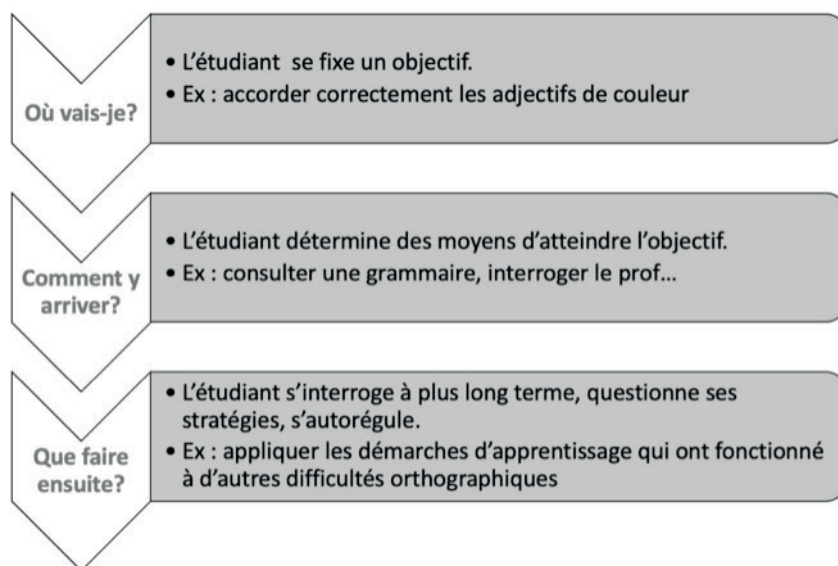 Où vais-je?
• L'étudiant se fixe un objectif.
• Ex : accorder correctement les adjectifs de couleur
Comment y
arriver?
• L'étudiant détermine des moyens d'atteindre l'objectif.
• Ex : consulter une grammaire, interroger le prof...
Que faire
ensuite?
• L'étudiant s'interroge à plus long terme, questionne ses
stratégies, s'autorégule.
• Ex : appliquer les démarches d'apprentissage qui ont fonctionné
à d'autres difficultés orthographiques